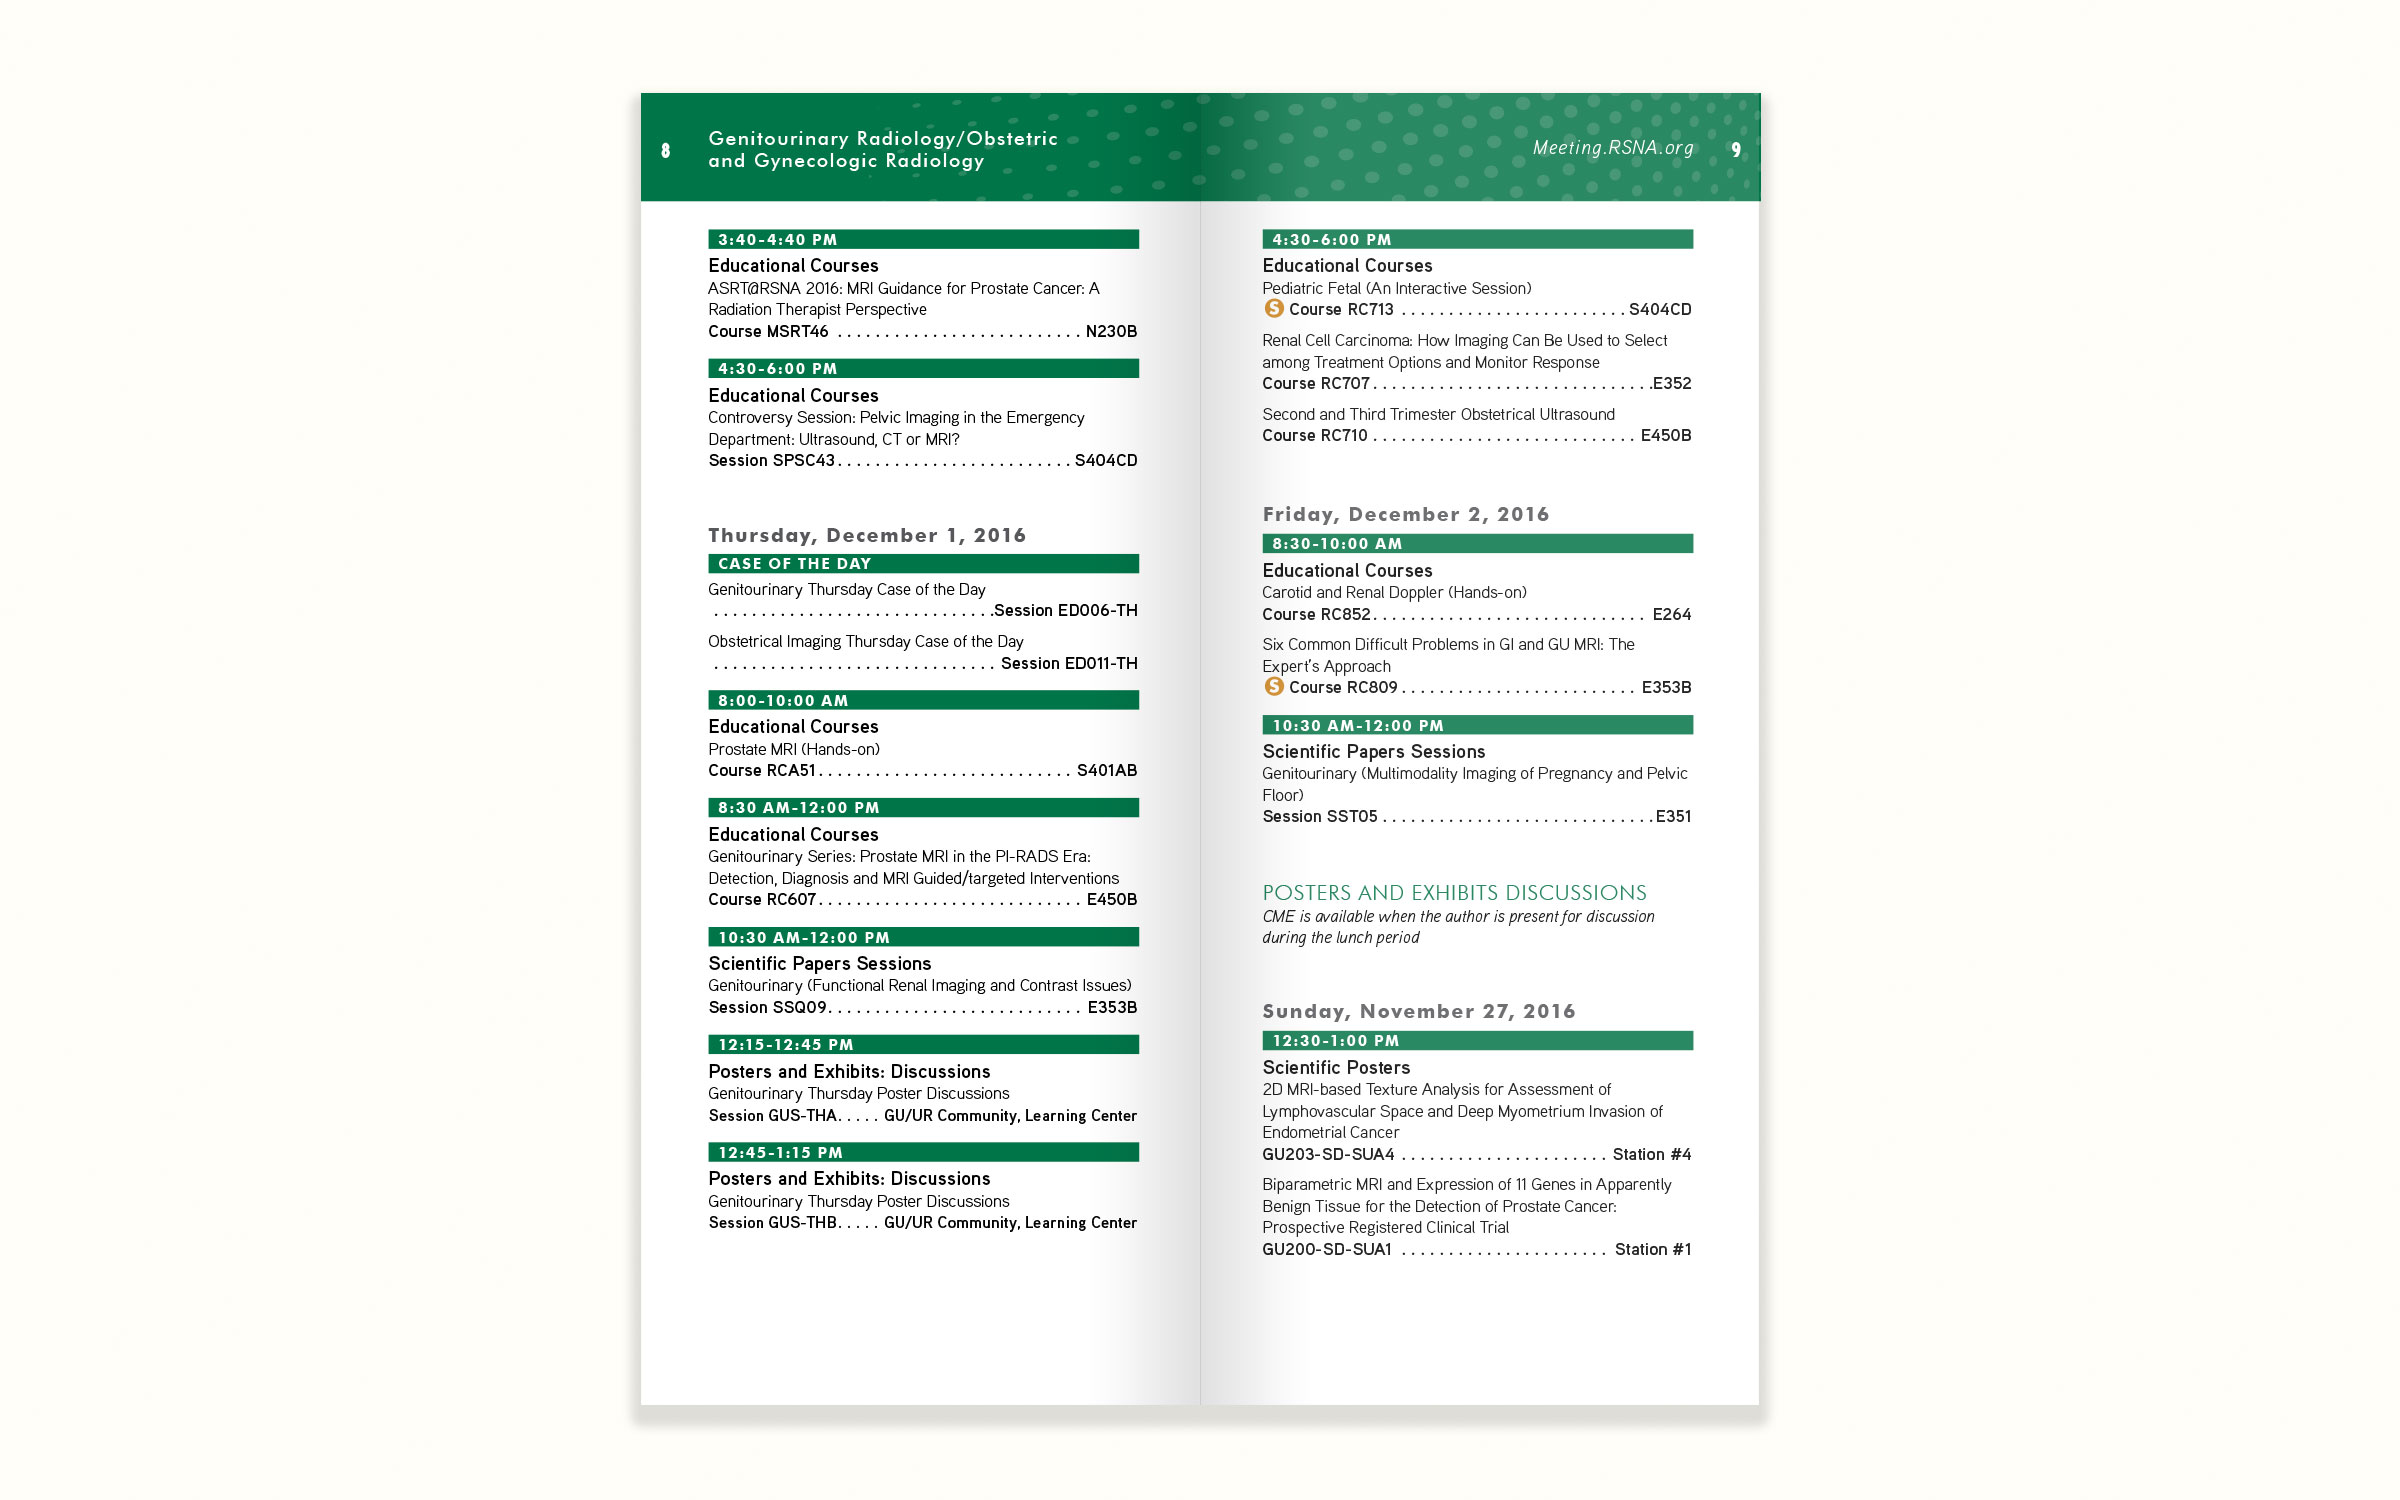 8
Genitourinary Radiology/Obstetric
and Gynecologic Radiology
3:40-4:40 PM
Educational Courses
ASRT@RSNA 2016: MRI Guidance for Prostate Cancer: A
Radiation Therapist Perspective
Course MSRT46 . . . . . . . . . . . . . . . . . . . . . . . . . . N230B
4:30-6:00 PM
Educational Courses
Controversy Session: Pelvic Imaging in the Emergency
Department: Ultrasound, CT or MRI?
Session SPSC43. . . . . . . . . . . . . . . . . . . . . . . . . S404CD
Thursday, December 1, 2016
CASE OF THE DAY
Genitourinary Thursday Case of the Day
. . . . . . . . . . . . . . . . . . . . . . . . . . . . . .Session ED006-TH
Obstetrical Imaging Thursday Case of the Day
. . . . . . . . . . . . . . . . . . . . . . . . . . . . . . Session ED011-TH
8:00-10:00 AM
Educational Courses
Prostate MRI (Hands-on)
Course RCA51. . . . . . . . . . . . . . . . . . . . . . . . . . . S401AB
8:30 AM-12:00 PM
Educational Courses
Genitourinary Series: Prostate MRI in the PI-RADS Era:
Detection, Diagnosis and MRI Guided/targeted Interventions
Course RC607. . . . . . . . . . . . . . . . . . . . . . . . . . . . E450B
10:30 AM-12:00 PM
Scientific Papers Sessions
Genitourinary (Functional Renal Imaging and Contrast Issues)
Session SSQ09. . . . . . . . . . . . . . . . . . . . . . . . . . . E353B
12:15-12:45 PM
Posters and Exhibits: Discussions
Genitourinary Thursday Poster Discussions
Session GUS-THA. . . . . GU/UR Community, Learning Center
12:45-1:15 PM
Posters and Exhibits: Discussions
Genitourinary Thursday Poster Discussions
Session GUS-THB. . . . . GU/UR Community, Learning Center
Meeting.RSNA.org 9
4:30-6:00 PM
Educational Courses
Pediatric Fetal (An Interactive Session)
S Course RC713 . . . . . . . . . . . . . . . . . . . . . . . . S404CD
Renal Cell Carcinoma: How Imaging Can Be Used to Select
among Treatment Options and Monitor Response
Course RC707. . . . . . . . . . . . . . . . . . . . . . . . . . . . . .E352
Second and Third Trimester Obstetrical Ultrasound
Course RC710 . . . . . . . . . . . . . . . . . . . . . . . . . . . . E450B
Friday, December 2, 2016
8:30-10:00 AM
Educational Courses
Carotid and Renal Doppler (Hands-on)
Course RC852. . . . . . . . . . . . . . . . . . . . . . . . . . . . . E264
Six Common Difficult Problems in GI and GU MRI: The
Expert's Approach
S Course RC809. . . . . . . . . . . . . . . . . . . . . . . . . E353B
10:30 AM-12:00 PM
Scientific Papers Sessions
Genitourinary (Multimodality Imaging of Pregnancy and Pelvic
Floor)
Session SST05 . . . . . . . . . . . . . . . . . . . . . . . . . . . . . E351
POSTERS AND EXHIBITS DISCUSSIONS
CME is available when the author is present for discussion
during the lunch period
Sunday, November 27, 2016
12:30-1:00 PM
Scientific Posters
2D MRI-based Texture Analysis for Assessment of
Lymphovascular Space and Deep Myometrium Invasion of
Endometrial Cancer
GU203-SD-SUA4 . . . . . . . . . . . . . . . . . . . . . . Station #4
Biparametric MRI and Expression of 11 Genes in Apparently
Benign Tissue for the Detection of Prostate Cancer:
Prospective Registered Clinical Trial
GU200-SD-SUA1 . . . . . . . . . . . . . . . . . . . . . . Station #1